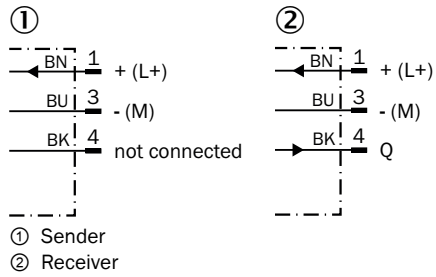 ① ②
BN 1 + (L+) BN 1 + (L+)
BU 3 - (M) BU 3 - (M)
BK 4 not connected BK 4 Q
① Sender
② Receiver